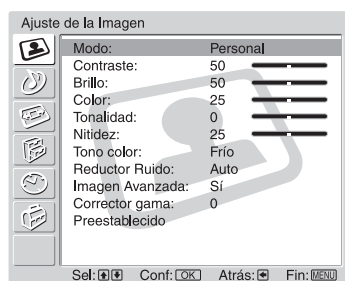 Ajuste de la Imagen
Modo: Personal
Contraste: 50
Brillo: 50
Color: 25
Tonalidad: 0
Nitidez: 25
Tono color: Frío
Reductor Ruido: Auto
Imagen Avanzada: Sí
Corrector gama: 0
Preestablecido
Sel: Conf: OK Atrás: Fin: MENU